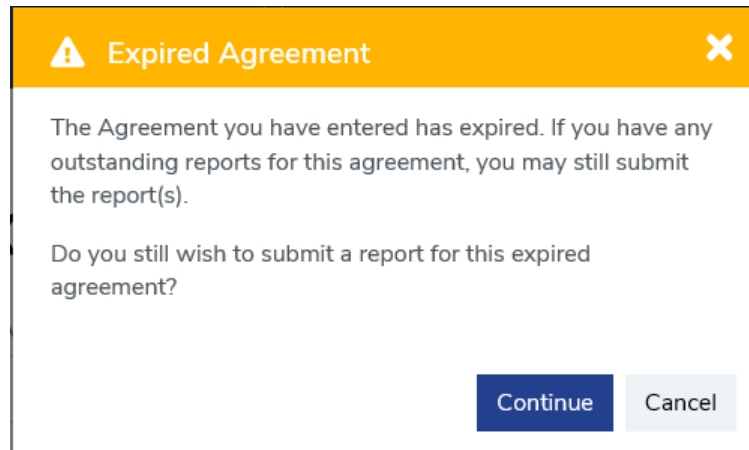 Expired Agreement
The Agreement you have entered has expired. If you have any
outstanding reports for this agreement, you may still submit
the report(s).
Do you still wish to submit a report for this expired
agreement?
Continue
Cancel